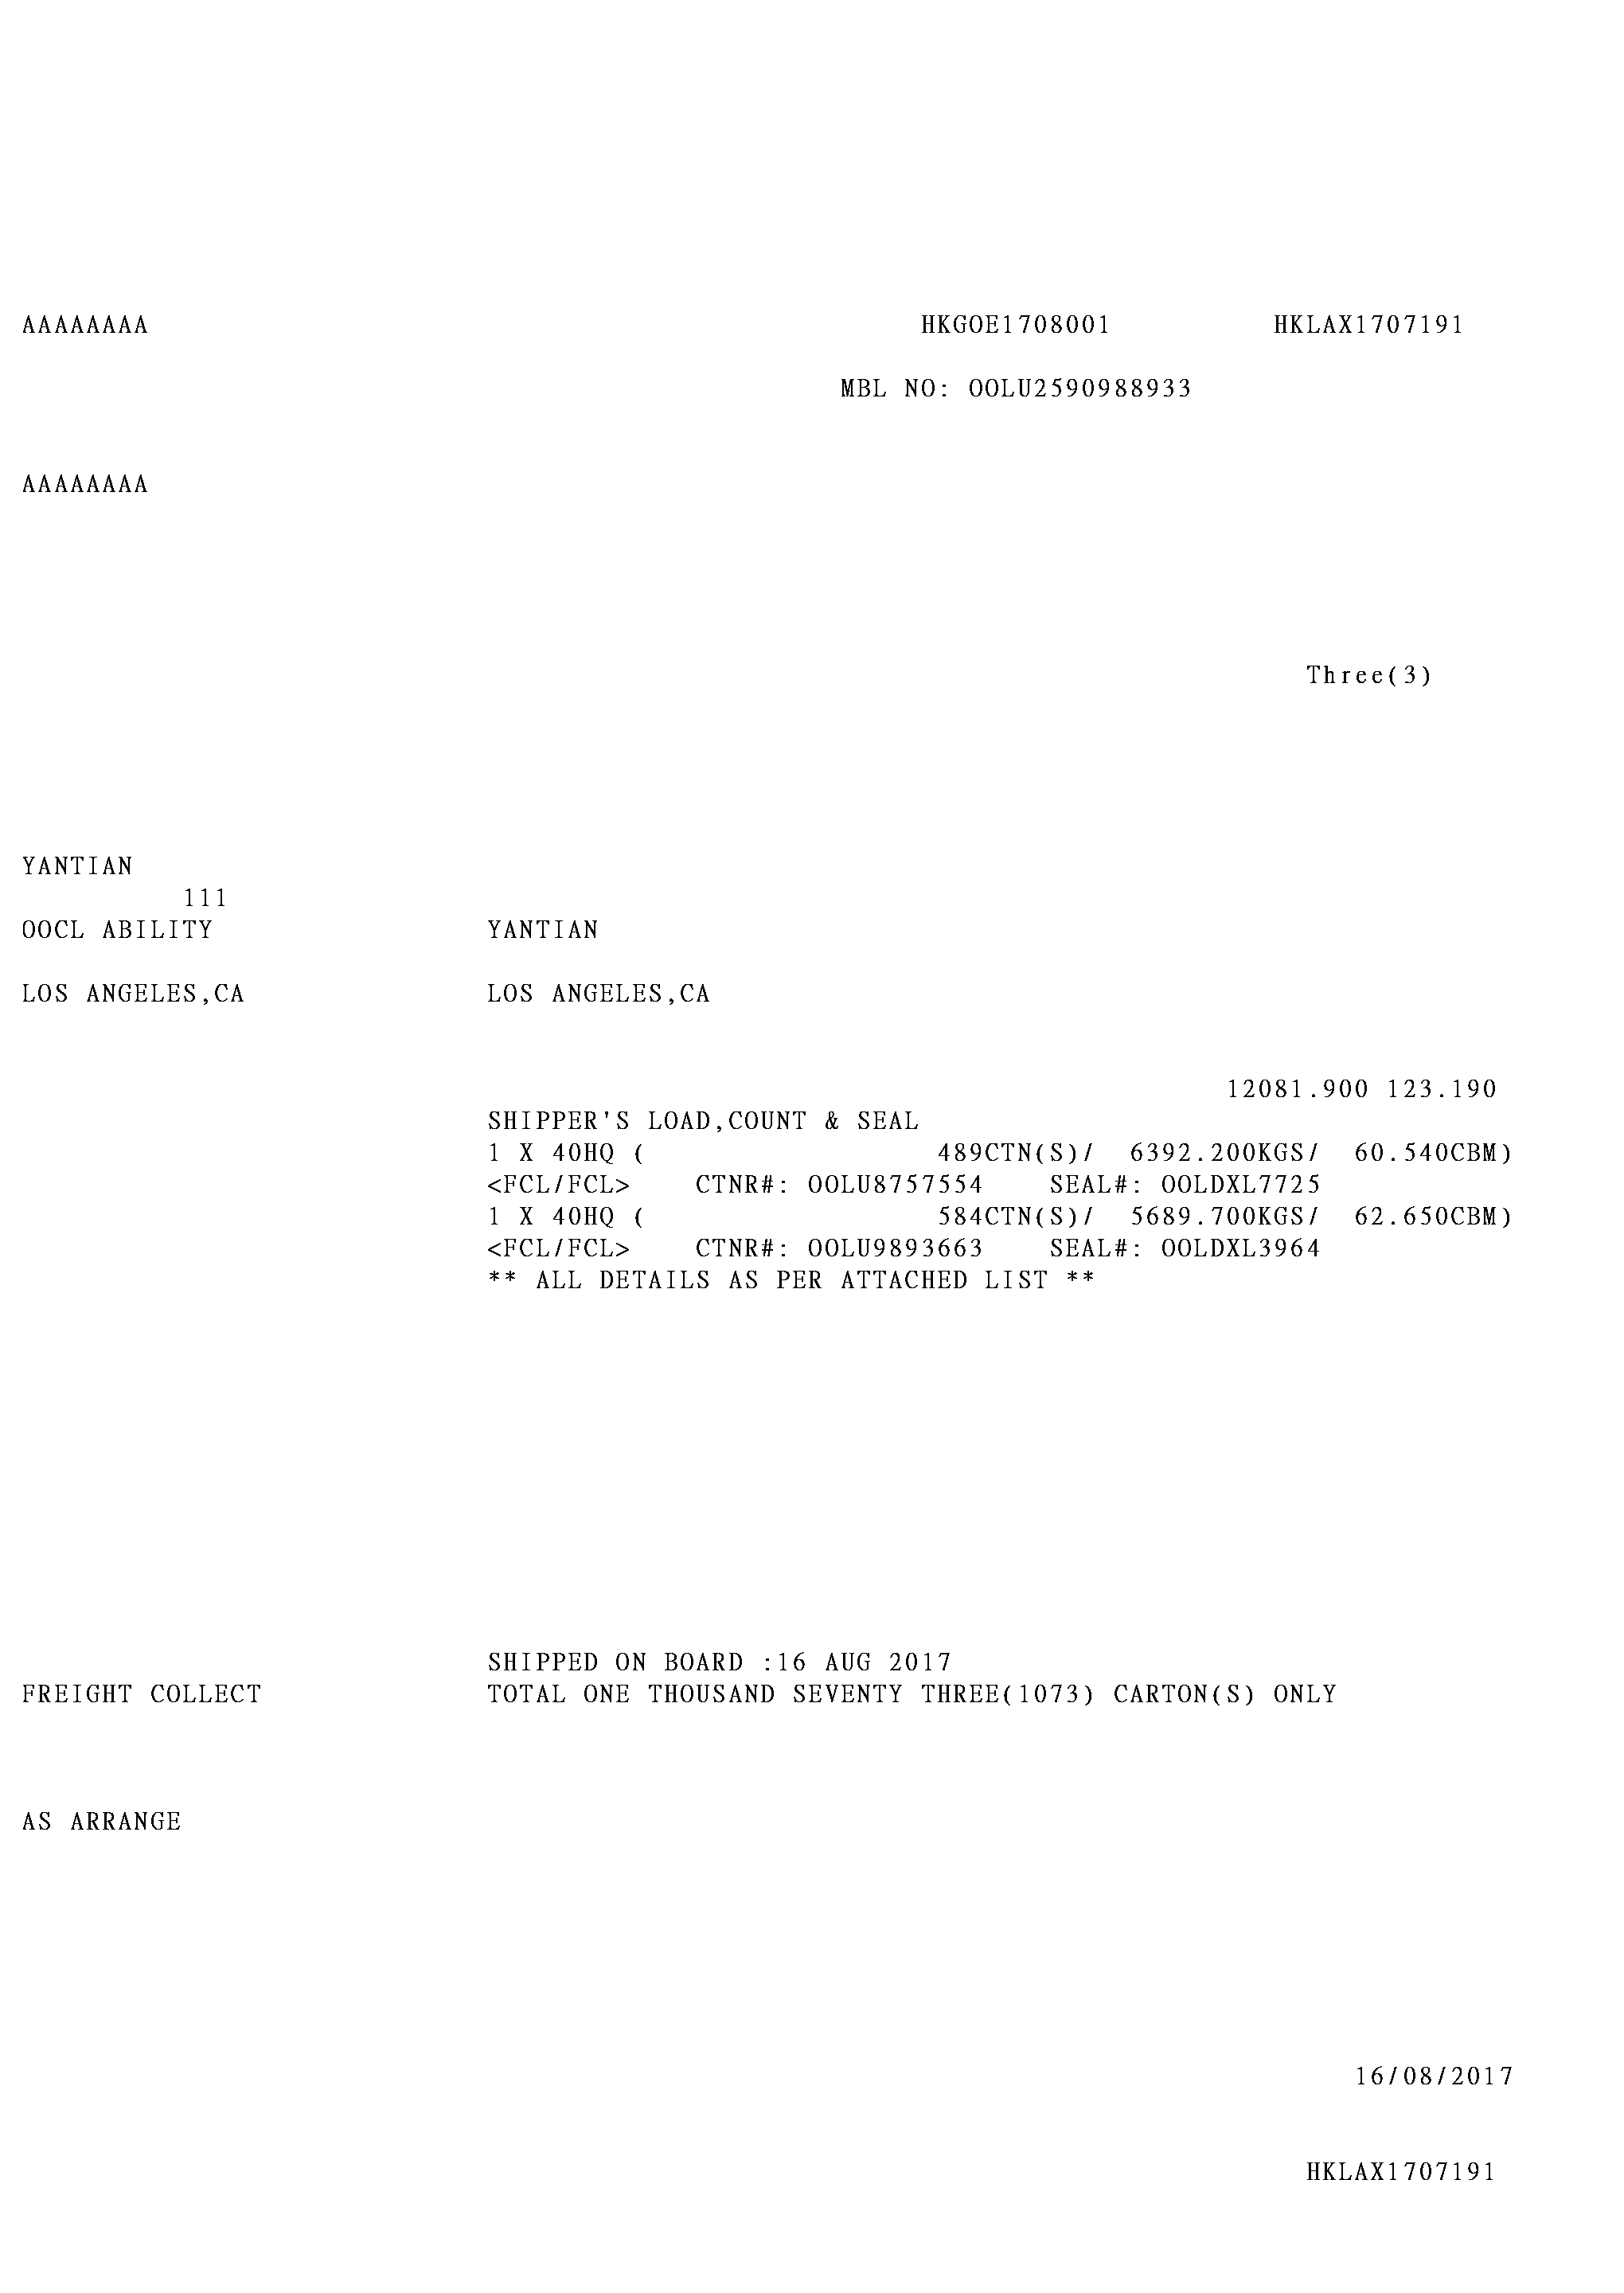 AAAAAAAA HKGOE1708001 HKLAX1707191
MBL NO: OOLU2590988933
AAAAAAAA
Three(3)
YANTIAN
111
OOCL ABILITY YANTIAN
LOS ANGELES,CA LOS ANGELES,CA
12081.900 123.190
SHIPPER'S LOAD,COUNT & SEAL
1 X 40HQ ( 489CTN(S)/ 6392.200KGS/ 60.540CBM)
<FCL/FCL> CTNR#: OOLU8757554 SEAL#: OOLDXL7725
1 X 40HQ ( 584CTN(S)/ 5689.700KGS/ 62.650CBM)
<FCL/FCL> CTNR#: OOLU9893663 SEAL#: OOLDXL3964
** ALL DETAILS AS PER ATTACHED LIST **
SHIPPED ON BOARD :16 AUG 2017
FREIGHT COLLECT TOTAL ONE THOUSAND SEVENTY THREE(1073) CARTON(S) ONLY
AS ARRANGE
16/08/2017
HKLAX1707191